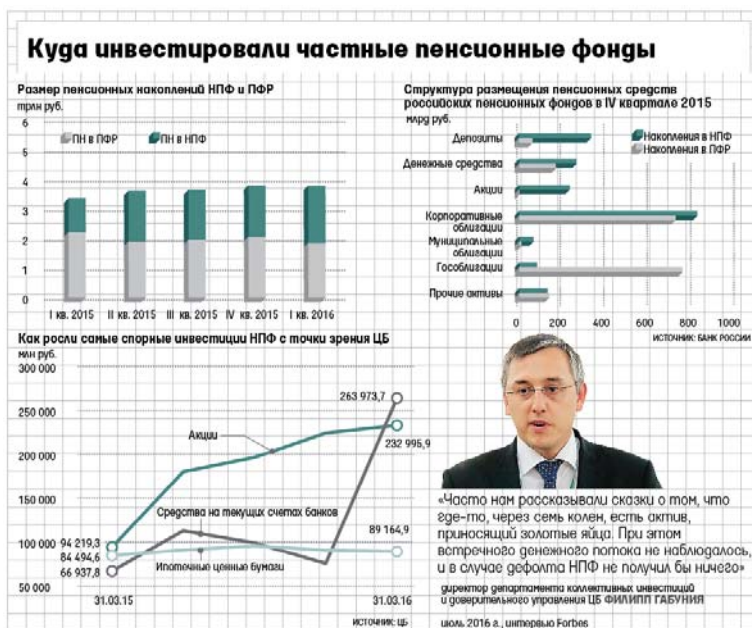 Куда инвестировали частные пенсионные фонды
Размер пенсионных накоплений НПФ и ПФР
трлн руб.
6
ПН в ПФР
ПН в НПФ
5
4
3
2
1
0
I кв. 2015
II кв. 2015
III кв. 2015
IV кв. 2015
I кв. 2016
Структура размещения пенсионных средств
российских пенсионных фондов в IV квартале 2015
млрд руб.
Депозиты
Накопления в НПФ
Накопления в ПФР
Денежные средства
Акции
Корпоративные
облигации
Муниципальные
облигации
Гособлигации
Прочие активы
0
200
400
600
800
1000
ИСТОЧНИК: БАНК РОССИИ
Как росли самые спорные инвестиции НПФ с точки зрения ЦБ
млн руб.
300 000
263 973,7
250 000
Акции
232 995,9
200 000
150 000
Средства на текущих счетах банков
89 164,9
100 000
94 219,3
84 494,6
66 937,8
Ипотечные ценные бумаги
50 000
31.03.15
31.03.16
ИСТОЧНИК: ЦБ
«Часто нам рассказывали сказки о том, что
где-то, через семь колен, есть актив,
приносящий золотые яйца. При этом
встречного денежного потока не наблюдалось,
и в случае дефолта НПФ не получил бы ничего»
директор департамента коллективных инвестиций
и доверительного управления ЦБ ФИЛИПП ГАБУНИЯ
июль 2016 г., интервью Forbes